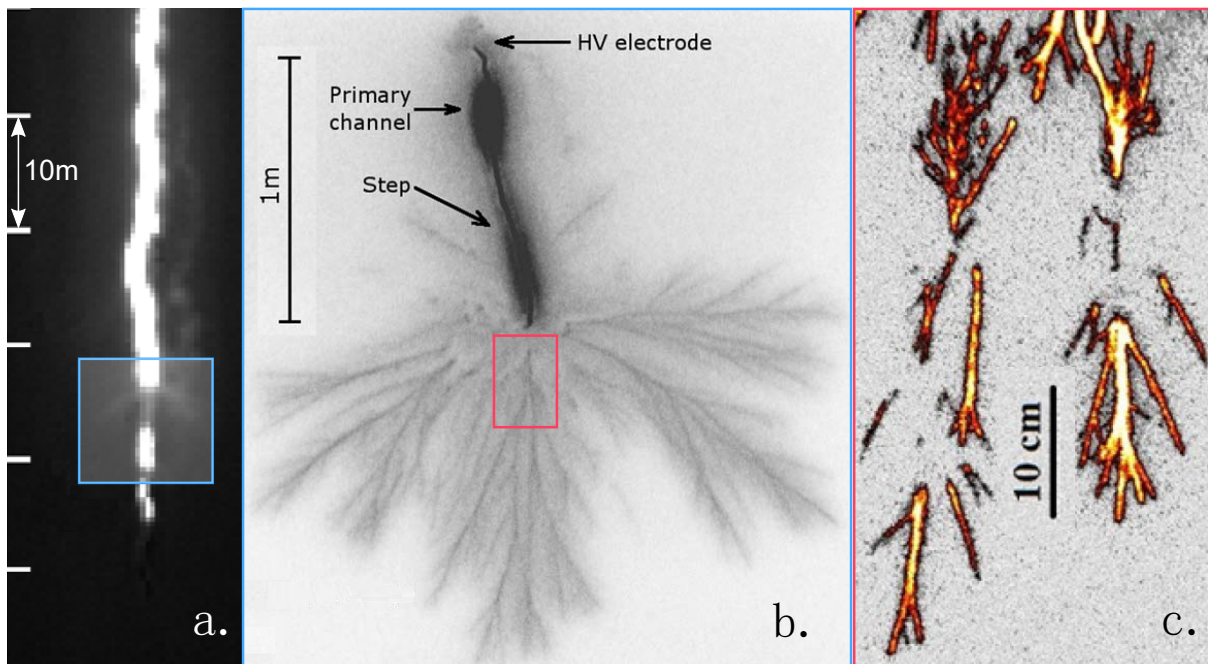 10m
a.
HV electrode
Primary
channel
Step
1m
b.
10 cm
c.